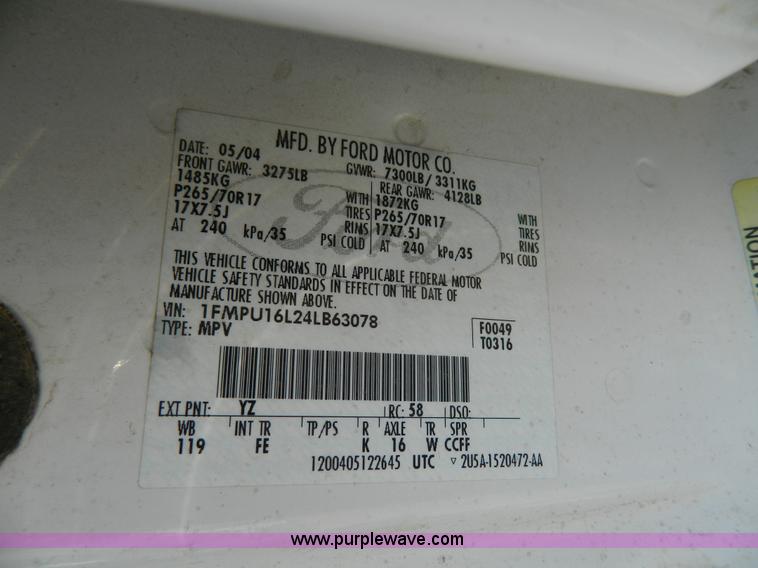 MFD. BY FORD MOTOR CO.
DATE: 05/04 GVWR: 7300LB/ 3311KG
FRONT GAWR: 3275LB REAR GAWR: 4128LB
1485KG WITH 1872KG WITH
P265/70R17 TIRES P265/70R17 TIRES
17X7.5J RIMS 17X7.5J RIMS
AT 240 kPa/35 PSI COLD AT 240 kPa/35 PSI COLD
Ford
THIS VEHICLE CONFORMS TO ALL APPLICABLE FEDERAL MOTOR
VEHICLE SAFETY STANDARDS IN EFFECT ON THE DATE OF
MANUFACTURE SHOWN ABOVE.
VIN: 1FMPU16L24LB63078
TYPE: MPV
F0049
T0316
EXT PNT: YZ RC: 58 DSO:
WB INT TR TP/PS R AXLE TR SPR
119 FE K 16 W CCFF
1200405122645 UTC ▿ 2U5A-1520472-AA
www.purplewave.com